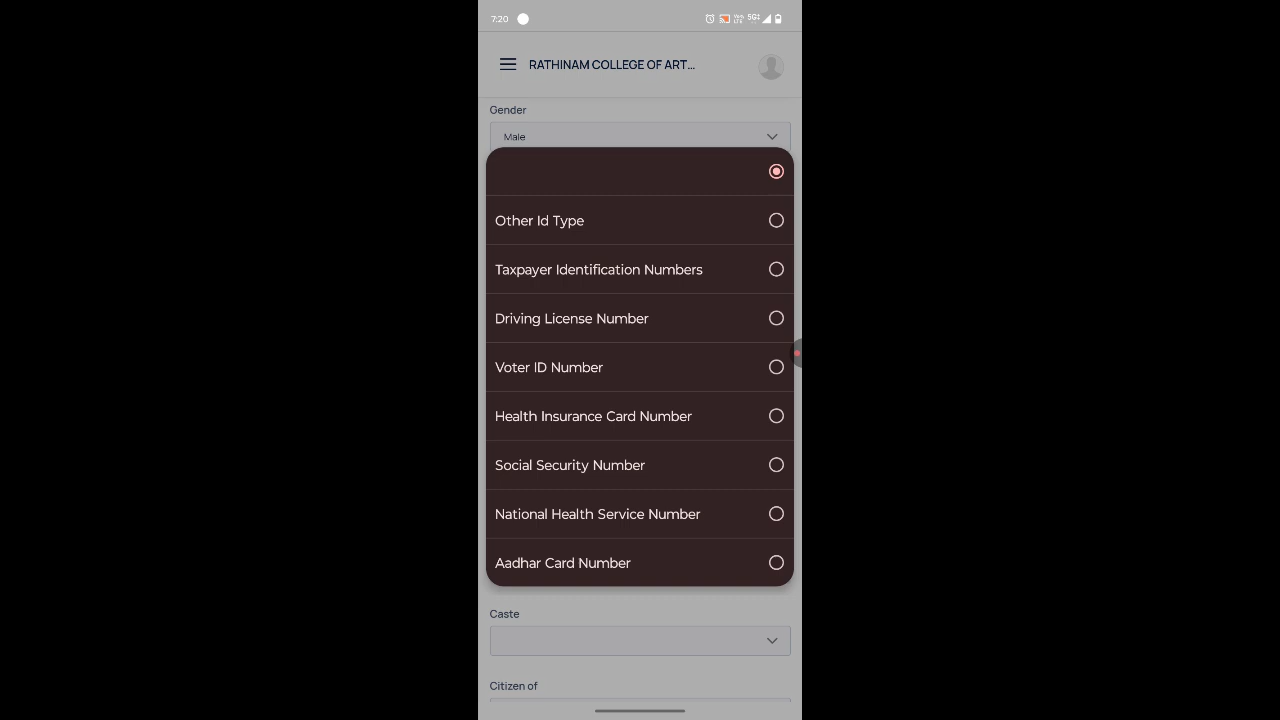 7:20
5G
RATHINAM COLLEGE OF ART...
Gender
Male
Other Id Type
Taxpayer Identification Numbers
Driving License Number
Voter ID Number
Health Insurance Card Number
Social Security Number
National Health Service Number
Aadhar Card Number
Caste
Citizen of